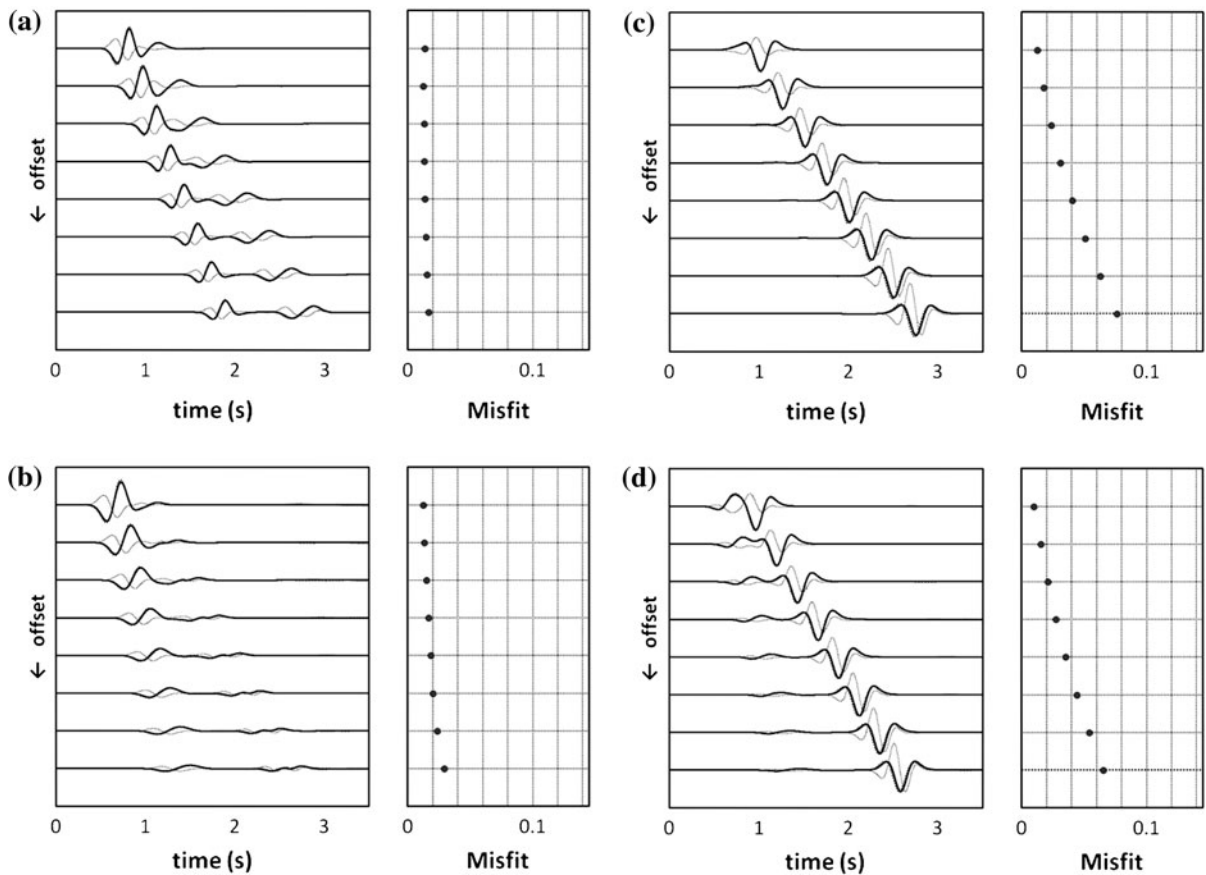 (a)
← offset
0 1 2 3
time (s)
0 0.1
Misfit
(b)
← offset
0 1 2 3
time (s)
0 0.1
Misfit
(c)
← offset
0 1 2 3
time (s)
0 0.1
Misfit
(d)
← offset
0 1 2 3
time (s)
0 0.1
Misfit